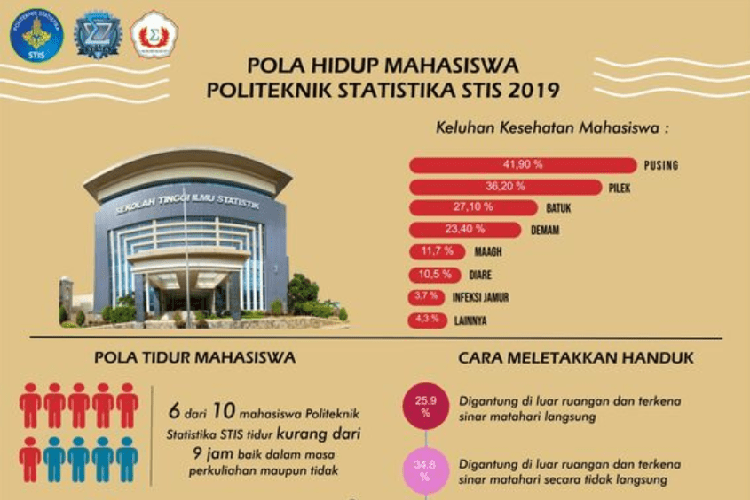 POLITEKNIK STATISTIKA
STIS
POLA HIDUP MAHASISWA
POLITEKNIK STATISTIKA STIS 2019
Keluhan Kesehatan Mahasiswa :
41,90 % PUSING
36,20 % PILEK
27,10 % BATUK
23,40 % DEMAM
11,7 % MAAGH
10,5 % DIARE
3,7 % INFEKSI JAMUR
4,3 % LAINNYA
SEKOLAH TINGGI ILMU STATISTIK
POLA TIDUR MAHASISWA
6 dari 10 mahasiswa Politeknik
Statistika STIS tidur kurang dari
9 jam baik dalam masa
perkuliahan maupun tidak
CARA MELETAKKAN HANDUK
25.9
%
Digantung di luar ruangan dan terkena
sinar matahari langsung
34.8
%
Digantung di luar ruangan dan terkena
sinar matahari secara tidak langsung